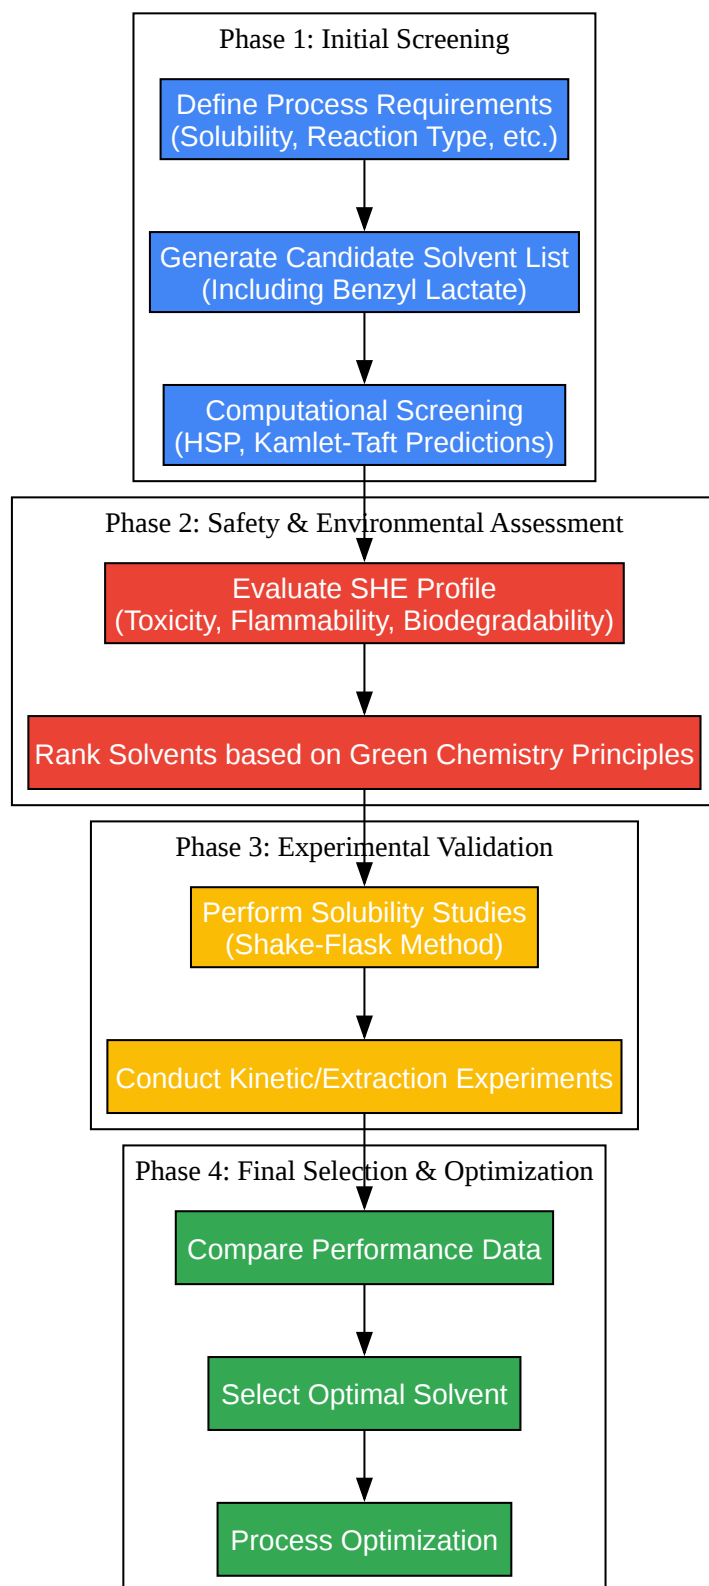 Phase 1: Initial Screening
Define Process Requirements
(Solubility, Reaction Type, etc.)
Generate Candidate Solvent List
(Including Benzyl Lactate)
Computational Screening
(HSP, Kamlet-Taft Predictions)
Phase 2: Safety & Environmental Assessment
Evaluate SHE Profile
(Toxicity, Flammability, Biodegradability)
Rank Solvents based on Green Chemistry Principles
Phase 3: Experimental Validation
Perform Solubility Studies
(Shake-Flask Method)
Conduct Kinetic/Extraction Experiments
Phase 4: Final Selection & Optimization
Compare Performance Data
Select Optimal Solvent
Process Optimization